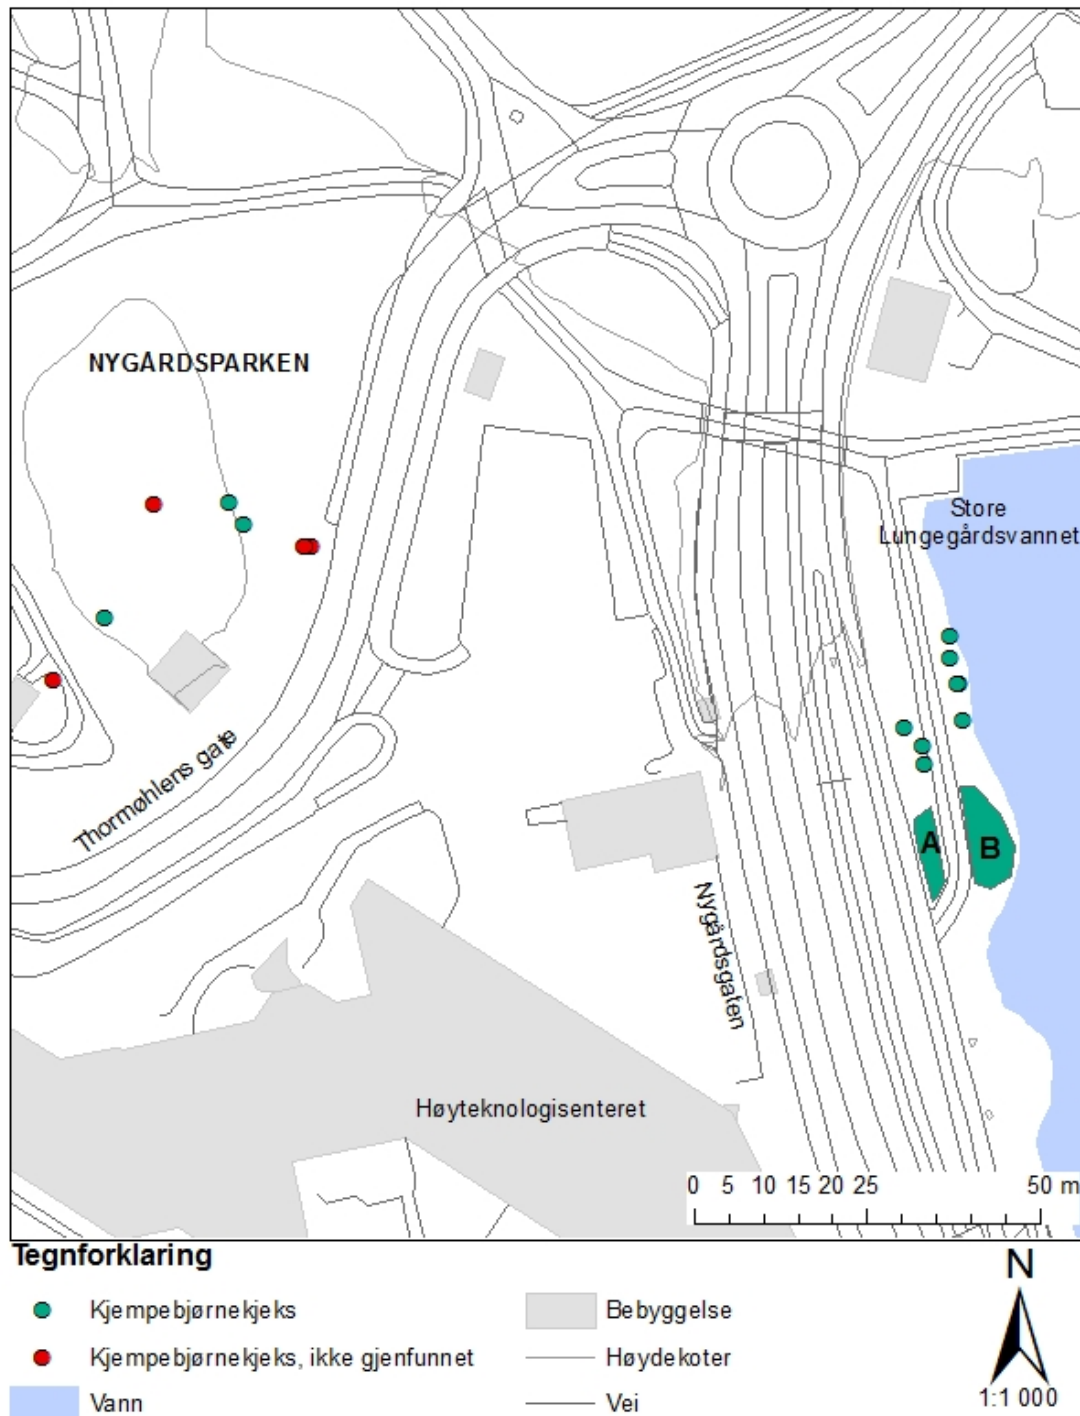 NYGÅRDSPARKEN
Store
Lungegårdsvannet
Thormøhlens gate
A
B
Nygårdsgaten
Høyteknologisenteret
0 5 10 15 20 25 50 m
Tegnforklaring
Kjempebjørnekjeks
Kjempebjørnekjeks, ikke gjenfunnet
Vann
Bebyggelse
Høydekoter
Vei
N
1:1 000